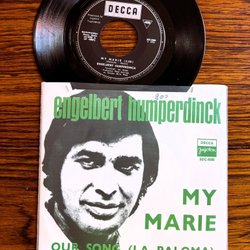 DECCA
MY MARIE
ENGELBERT HUMPERDINCK
engelbert humperdinck
DECCA
MY
MARIE
OUR SONG (LA PALOMA)